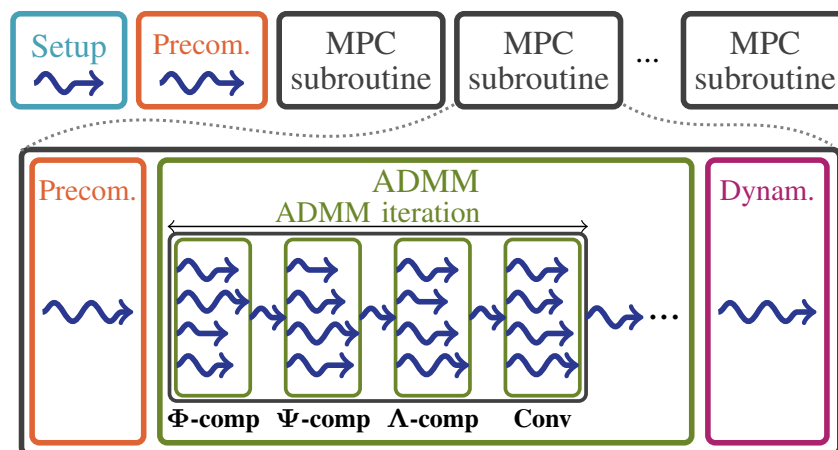 Setup
Precom.
MPC
subroutine
MPC
subroutine
...
MPC
subroutine
Precom.
ADMM
ADMM iteration
...
Dynam.
Φ-comp
Ψ-comp
Λ-comp
Conv